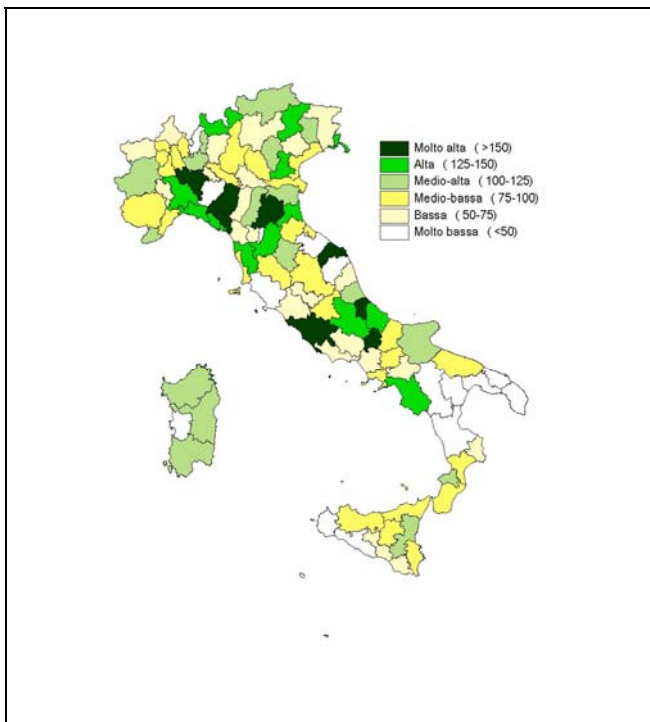 Molto alta ( >150)
Alta ( 125-150)
Medio-alta ( 100-125)
Medio-bassa ( 75-100)
Bassa ( 50-75)
Molto bassa ( <50)